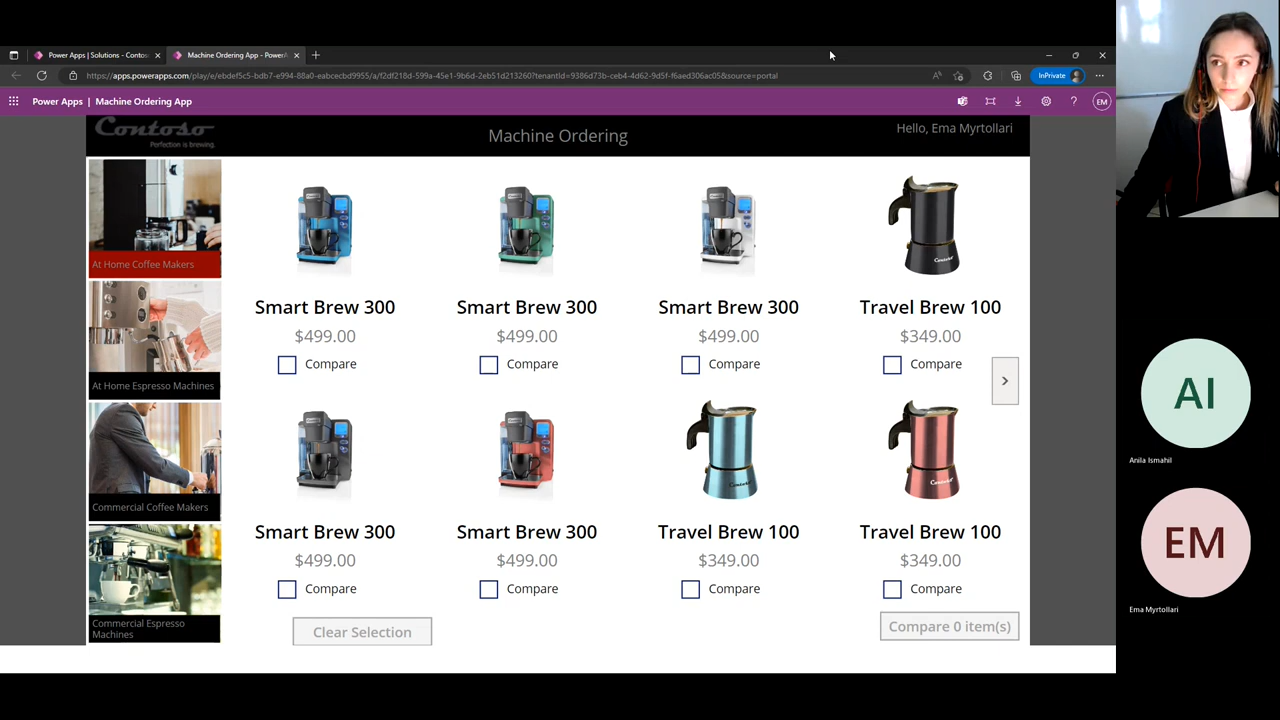 Power Apps | Solutions - Contos
Machine Ordering App - PowerA
https://apps.powerapps.com/play/e/ebdef5c5-bdb7-e994-88a0-eabcecbd9955/a/f2df218d-599a-45e1-9b6d-2eb51d213260?tenantId=9386d73b-ceb4-4d62-9d5f-f6aed306ac05&source=portal
InPrivate
Power Apps | Machine Ordering App
EM
Contoso
Perfection is brewing.
Machine Ordering
Hello, Ema Myrtollari
At Home Coffee Makers
At Home Espresso Machines
Commercial Coffee Makers
Commercial Espresso
Machines
Smart Brew 300
$499.00
Compare
Smart Brew 300
$499.00
Compare
Smart Brew 300
$499.00
Compare
Contoso
Travel Brew 100
$349.00
Compare
Smart Brew 300
$499.00
Compare
Smart Brew 300
$499.00
Compare
Contoso
Travel Brew 100
$349.00
Compare
Contoso
Travel Brew 100
$349.00
Compare
Clear Selection
Compare 0 item(s)
AI
Anila Ismahil
EM
Ema Myrtollari